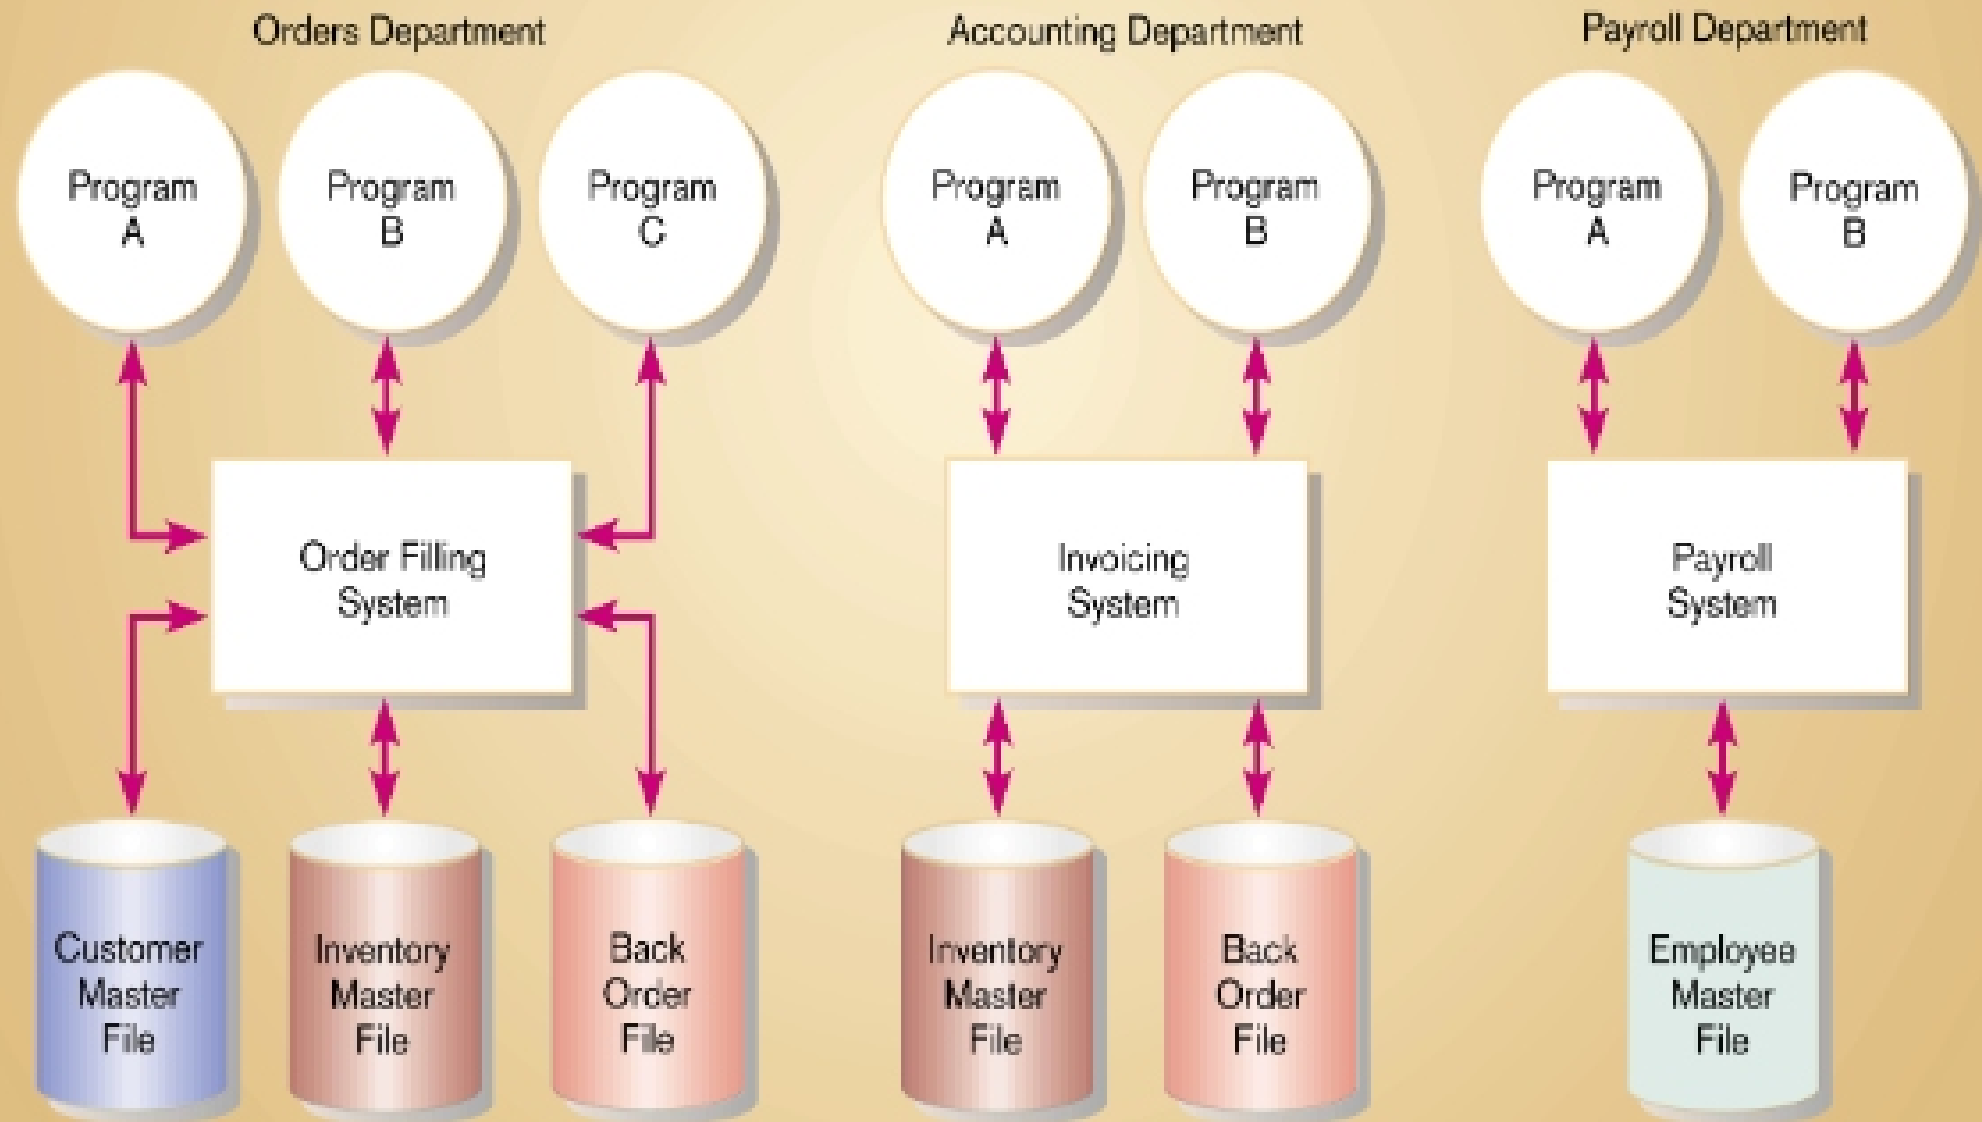 Orders Department
Accounting Department
Payroll Department
Program
A
Program
B
Program
C
Program
A
Program
B
Program
A
Program
B
Order Filling
System
Invoicing
System
Payroll
System
Customer
Master
File
Inventory
Master
File
Back
Order
File
Inventory
Master
File
Back
Order
File
Employee
Master
File